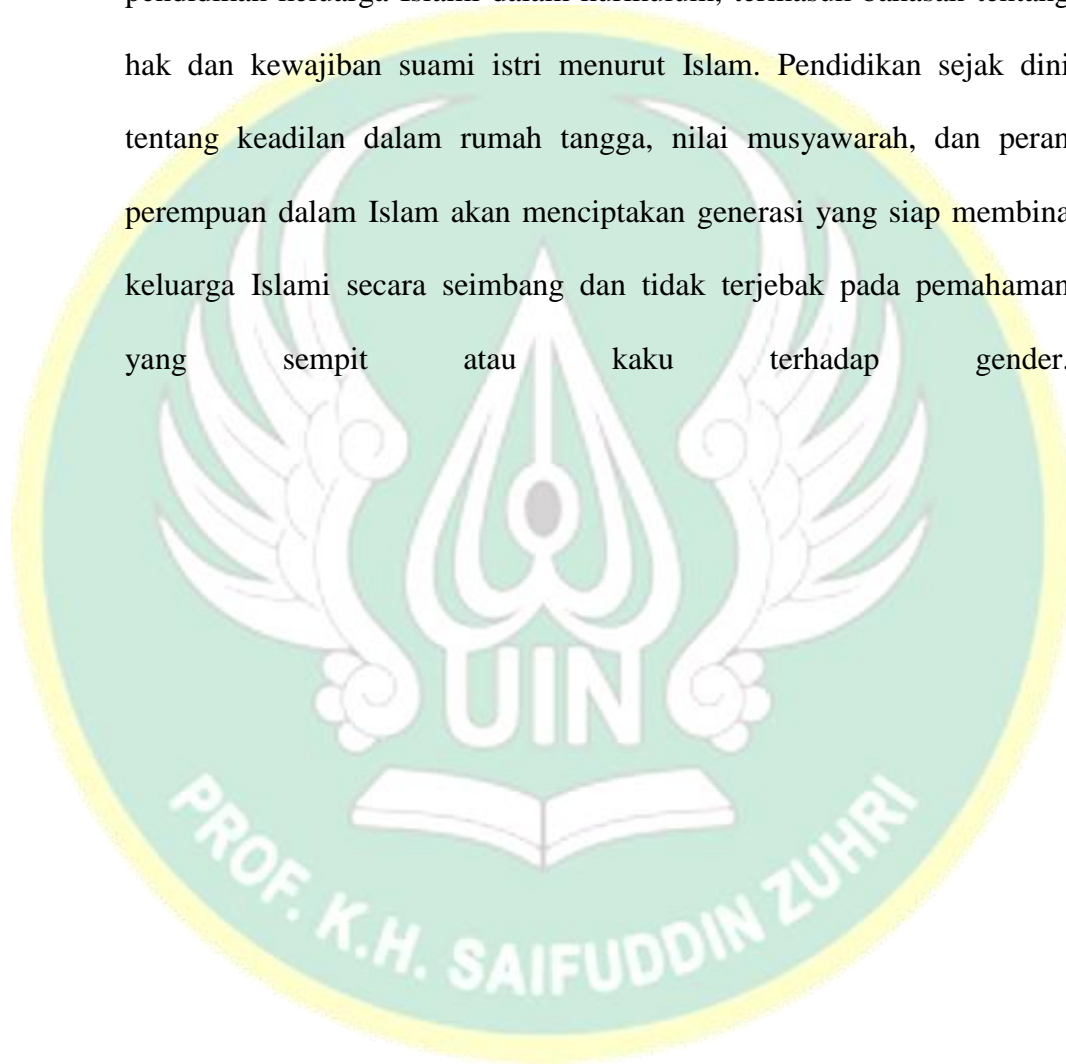 hak dan kewajiban suami istri menurut Islam. Pendidikan sejak dini
tentang keadilan dalam rumah tangga, nilai musyawarah, dan peran
perempuan dalam Islam akan menciptakan generasi yang siap membina
keluarga Islami secara seimbang dan tidak terjebak pada pemahaman
yang sempit atau kaku terhadap gender.
UIN
PROF. K.H. SAIFUDDIN ZUHRI